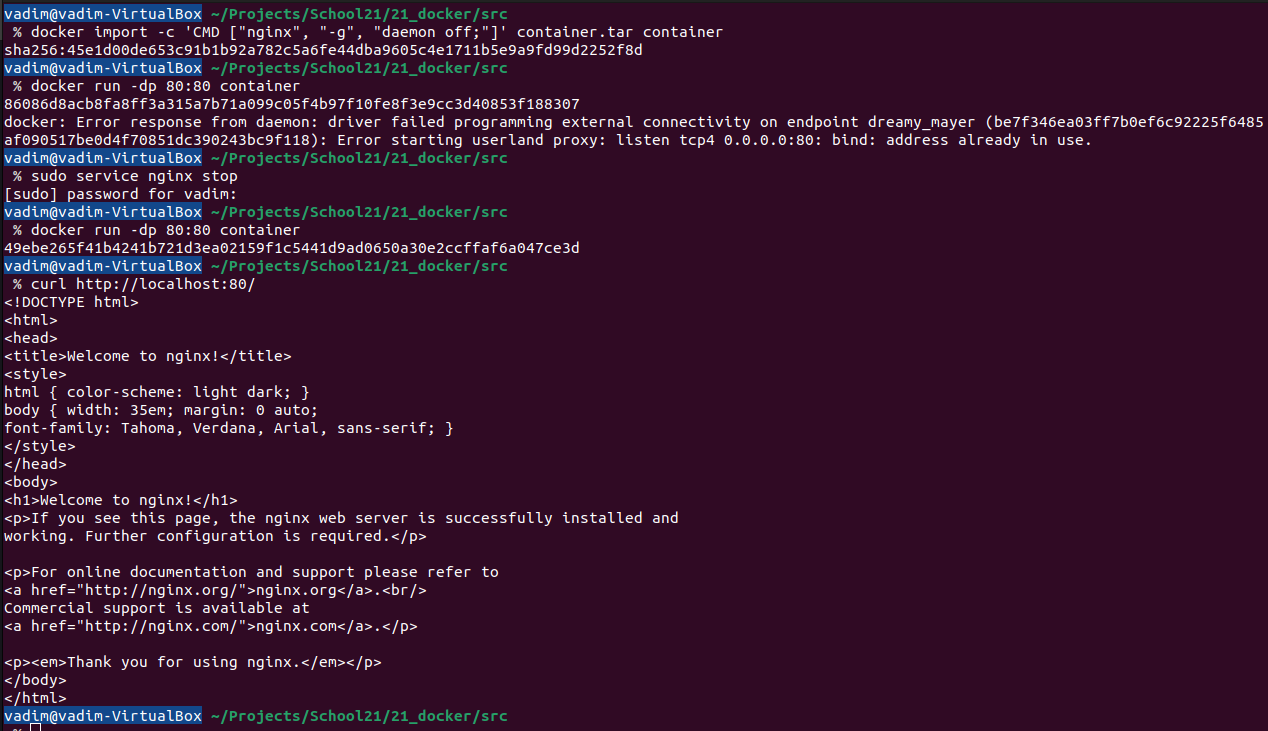 vadim@vadim-VirtualBox ~/Projects/School21/21_docker/src
% docker import -c 'CMD ["nginx", "-g", "daemon off;"]' container.tar container
sha256:45e1d00de653c91b1b92a782c5a6fe44dba9605c4e1711b5e9a9fd99d2252f8d
vadim@vadim-VirtualBox ~/Projects/School21/21_docker/src
% docker run -dp 80:80 container
86086d8acb8fa8ff3a315a7b71a099c05f4b97f10fe8f3e9cc3d40853f188307
docker: Error response from daemon: driver failed programming external connectivity on endpoint dreamy_mayer (be7f346ea03ff7b0ef6c92225f6485
af090517be0d4f70851dc390243bc9f118): Error starting userland proxy: listen tcp4 0.0.0.0:80: bind: address already in use.
vadim@vadim-VirtualBox ~/Projects/School21/21_docker/src
% sudo service nginx stop
[sudo] password for vadim:
vadim@vadim-VirtualBox ~/Projects/School21/21_docker/src
% docker run -dp 80:80 container
49ebe265f41b4241b721d3ea02159f1c5441d9ad0650a30e2ccffaf6a047ce3d
vadim@vadim-VirtualBox ~/Projects/School21/21_docker/src
% curl http://localhost:80/
<!DOCTYPE html>
<html>
<head>
<title>Welcome to nginx!</title>
<style>
html { color-scheme: light dark; }
body { width: 35em; margin: 0 auto;
font-family: Tahoma, Verdana, Arial, sans-serif; }
</style>
</head>
<body>
<h1>Welcome to nginx!</h1>
<p>If you see this page, the nginx web server is successfully installed and
working. Further configuration is required.</p>

<p>For online documentation and support please refer to
<a href="http://nginx.org/">nginx.org</a>.<br/>
Commercial support is available at
<a href="http://nginx.com/">nginx.com</a>.</p>

<p><em>Thank you for using nginx.</em></p>
</body>
</html>
vadim@vadim-VirtualBox ~/Projects/School21/21_docker/src
%